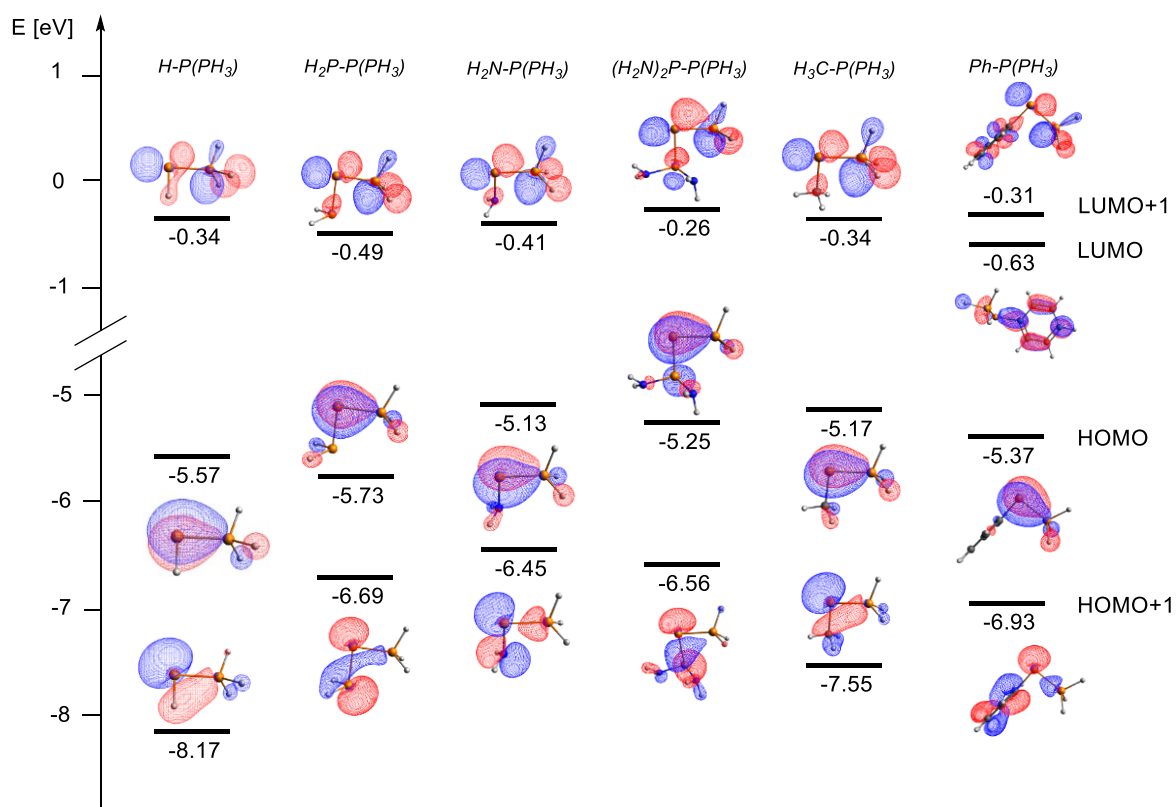 E [eV]
H-P(PH3) H2P-P(PH3) H2N-P(PH3) (H2N)2P-P(PH3) H3C-P(PH3) Ph-P(PH3)
1
0
-0.31
LUMO+1
-0.34 -0.49 -0.41 -0.26 -0.34
LUMO
-0.63
-1
-5
-5.13 -5.25 -5.17 -5.37 HOMO
-5.57 -5.73
-6
-6.45 -6.56
-6.69
-7 HOMO+1
-6.93
-7.55
-8
-8.17